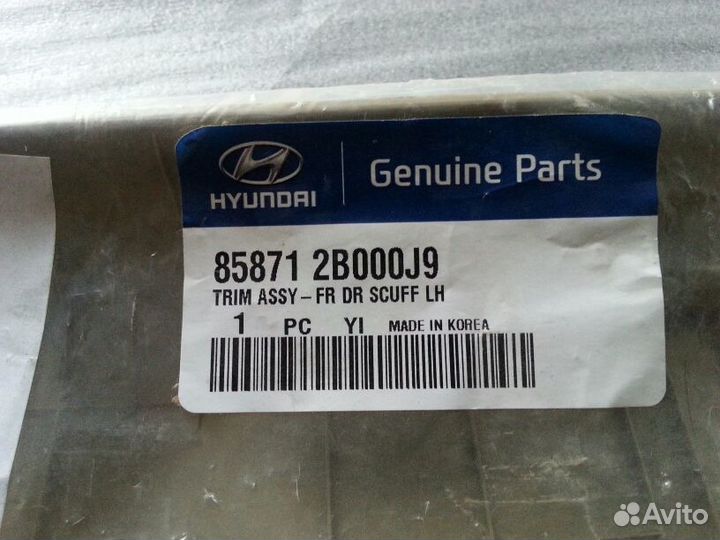 HYUNDAI
Genuine Parts
85871 2B000J9
TRIM ASSY-FR DR SCUFF LH
1 PC YI MADE IN KOREA
Avito